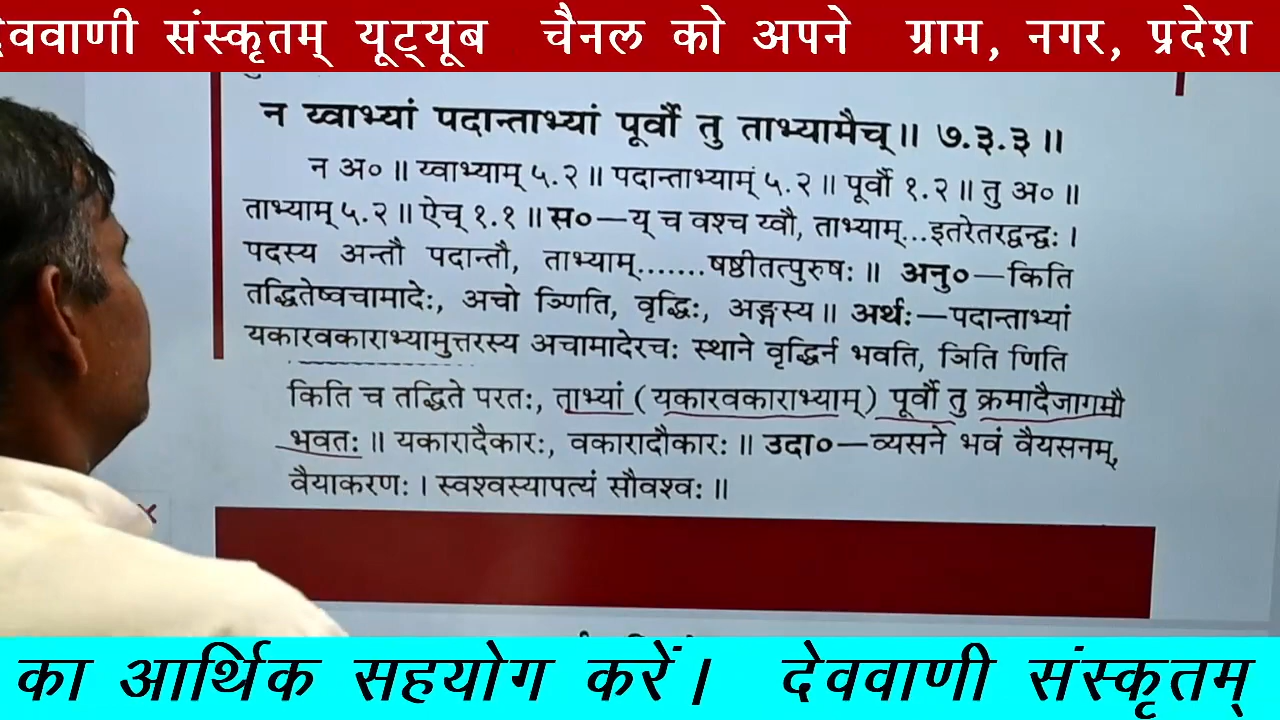 देववाणी संस्कृतम् यूट्यूब चैनल को अपने ग्राम, नगर, प्रदेश
न य्वाभ्यां पदान्ताभ्यां पूर्वौ तु ताभ्यामैच्॥ ७.३.३॥
न अ०॥ य्वाभ्याम् ५.२॥ पदान्ताभ्याम् ५.२॥ पूर्वौ १.२॥ तु अ०॥
ताभ्याम् ५.२॥ ऐच् १.१॥ स०—य् च वश्च य्वौ, ताभ्याम्...इतरेतरद्वन्द्वः।
पदस्य अन्तौ पदान्तौ, ताभ्याम्.......षष्ठीतत्पुरुषः॥ अनु०—किति
तद्धितेष्वचामादेः, अचो ञ्णिति, वृद्धिः, अङ्गस्य॥ अर्थः—पदान्ताभ्यां
यकारवकाराभ्यामुत्तरस्य अचामादेरचः स्थाने वृद्धिर्न भवति, ञिति णिति
किति च तद्धिते परतः, ताभ्यां (यकारवकाराभ्याम्) पूर्वौ तु क्रमादैजागमौ
भवतः॥ यकारादैकारः, वकारादौकारः॥ उदा०—व्यसने भवं वैयसनम्,
वैयाकरणः। स्वश्वस्यापत्यं सौवश्वः॥
का आर्थिक सहयोग करें। देववाणी संस्कृतम्